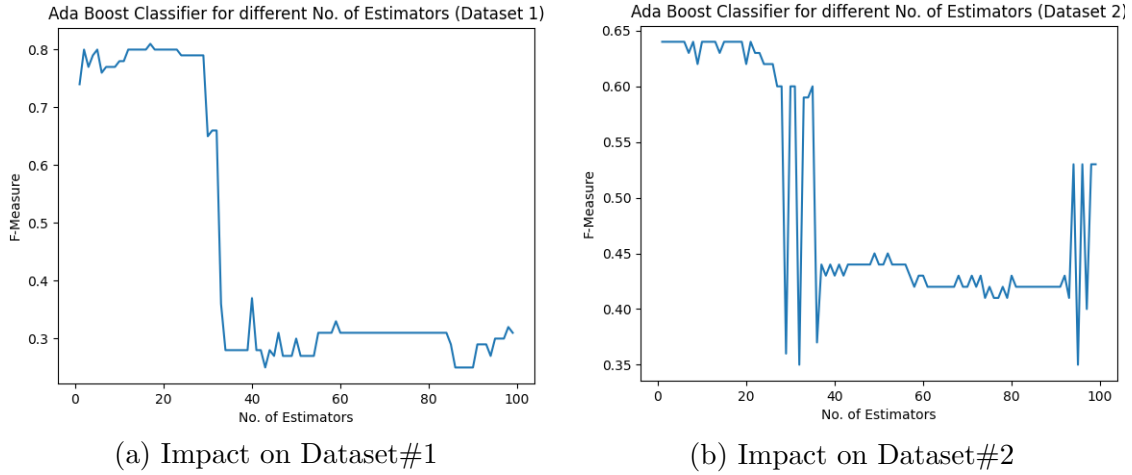 Ada Boost Classifier for different No. of Estimators (Dataset 1)
0.8
0.7
0.6
0.5
0.4
0.3
F-Measure
0 20 40 60 80 100
No. of Estimators
(a) Impact on Dataset#1
Ada Boost Classifier for different No. of Estimators (Dataset 2)
0.65
0.60
0.55
0.50
0.45
0.40
0.35
F-Measure
0 20 40 60 80 100
No. of Estimators
(b) Impact on Dataset#2